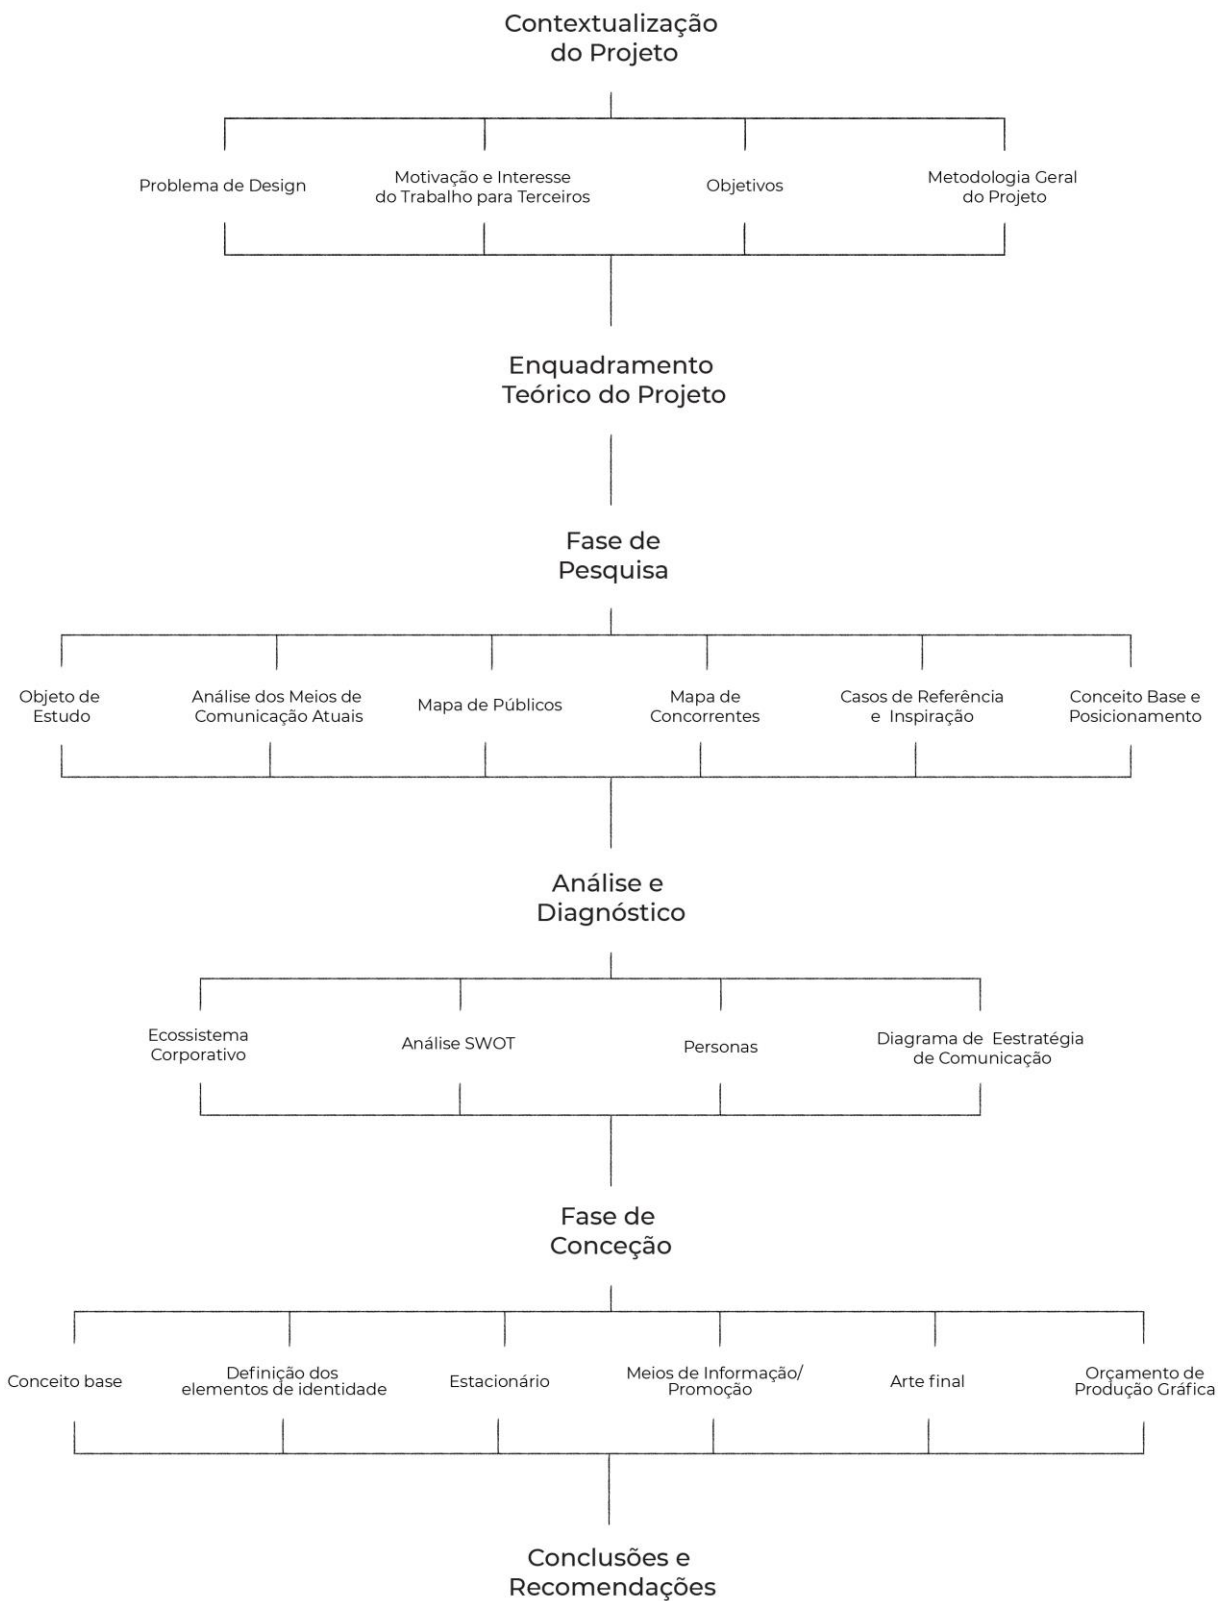 Contextualização
do Projeto
Problema de Design
Motivação e Interesse
do Trabalho para Terceiros
Objetivos
Metodologia Geral
do Projeto
Enquadramento
Teórico do Projeto
Fase de
Pesquisa
Objeto de
Estudo
Análise dos Meios de
Comunicação Atuais
Mapa de Públicos
Mapa de
Concorrentes
Casos de Referência
e Inspiração
Conceito Base e
Posicionamento
Análise e
Diagnóstico
Ecossistema
Corporativo
Análise SWOT
Personas
Diagrama de Eestratégia
de Comunicação
Fase de
Conceção
Conceito base
Definição dos
elementos de identidade
Estacionário
Meios de Informação/
Promoção
Arte final
Orçamento de
Produção Gráfica
Conclusões e
Recomendações